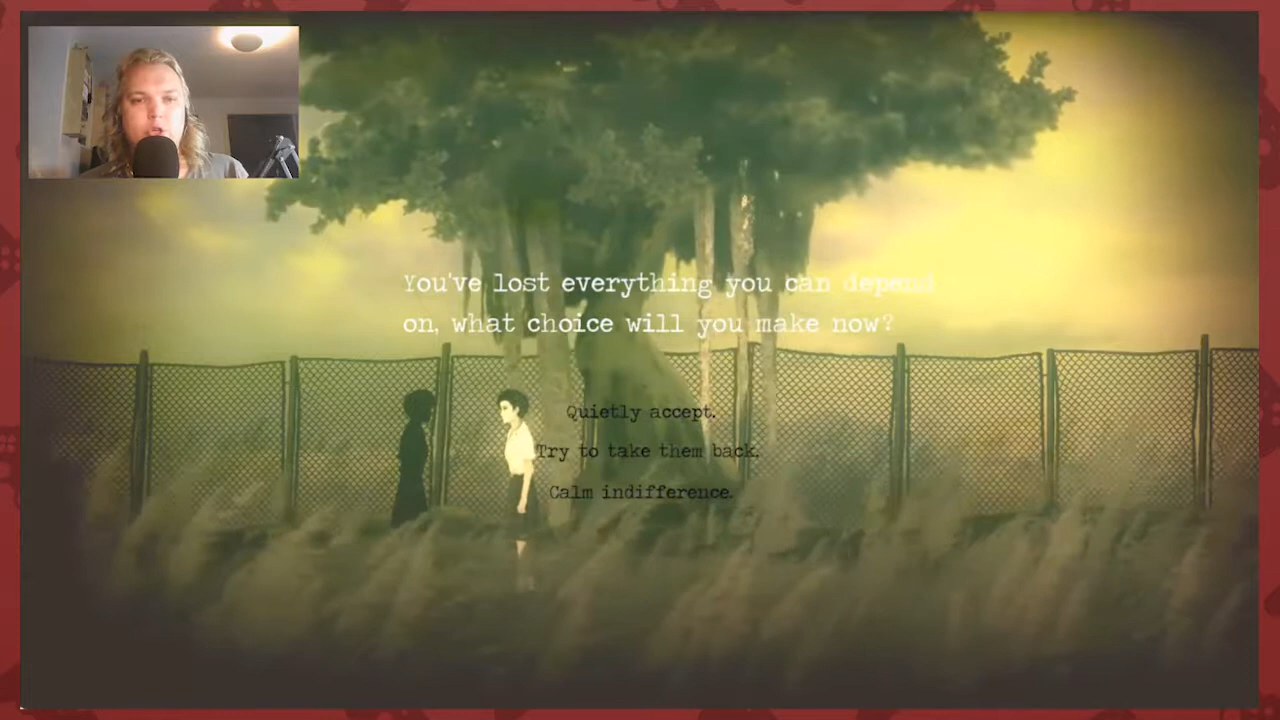 You've lost everything you can depend
on, what choice will you make now?
Quietly accept.
Try to take them back.
Calm indifference.